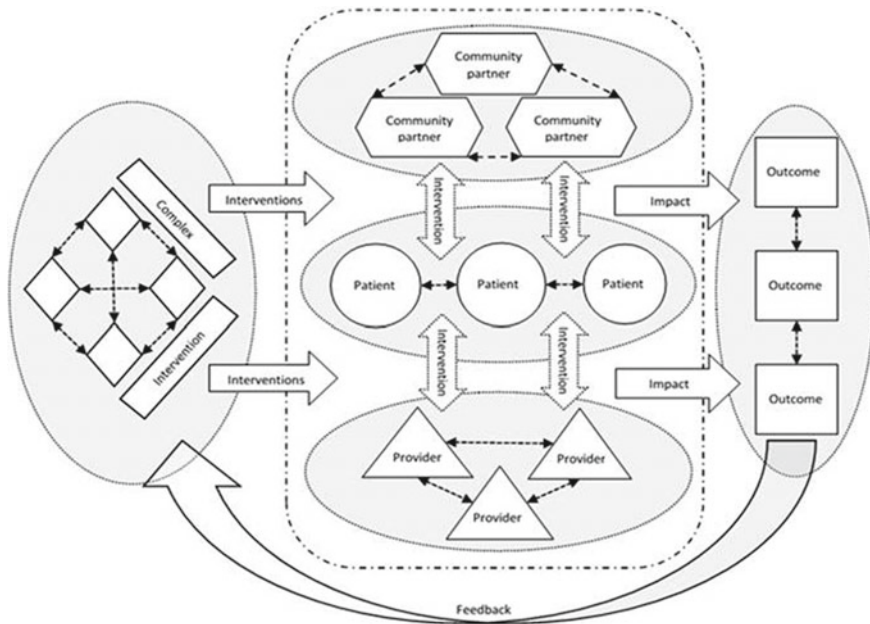 Complex
Intervention
Interventions
Interventions
Community
partner
Community
partner
Community
partner
Intervention
Intervention
Patient
Patient
Patient
Intervention
Intervention
Provider
Provider
Provider
Impact
Impact
Outcome
Outcome
Outcome
Feedback